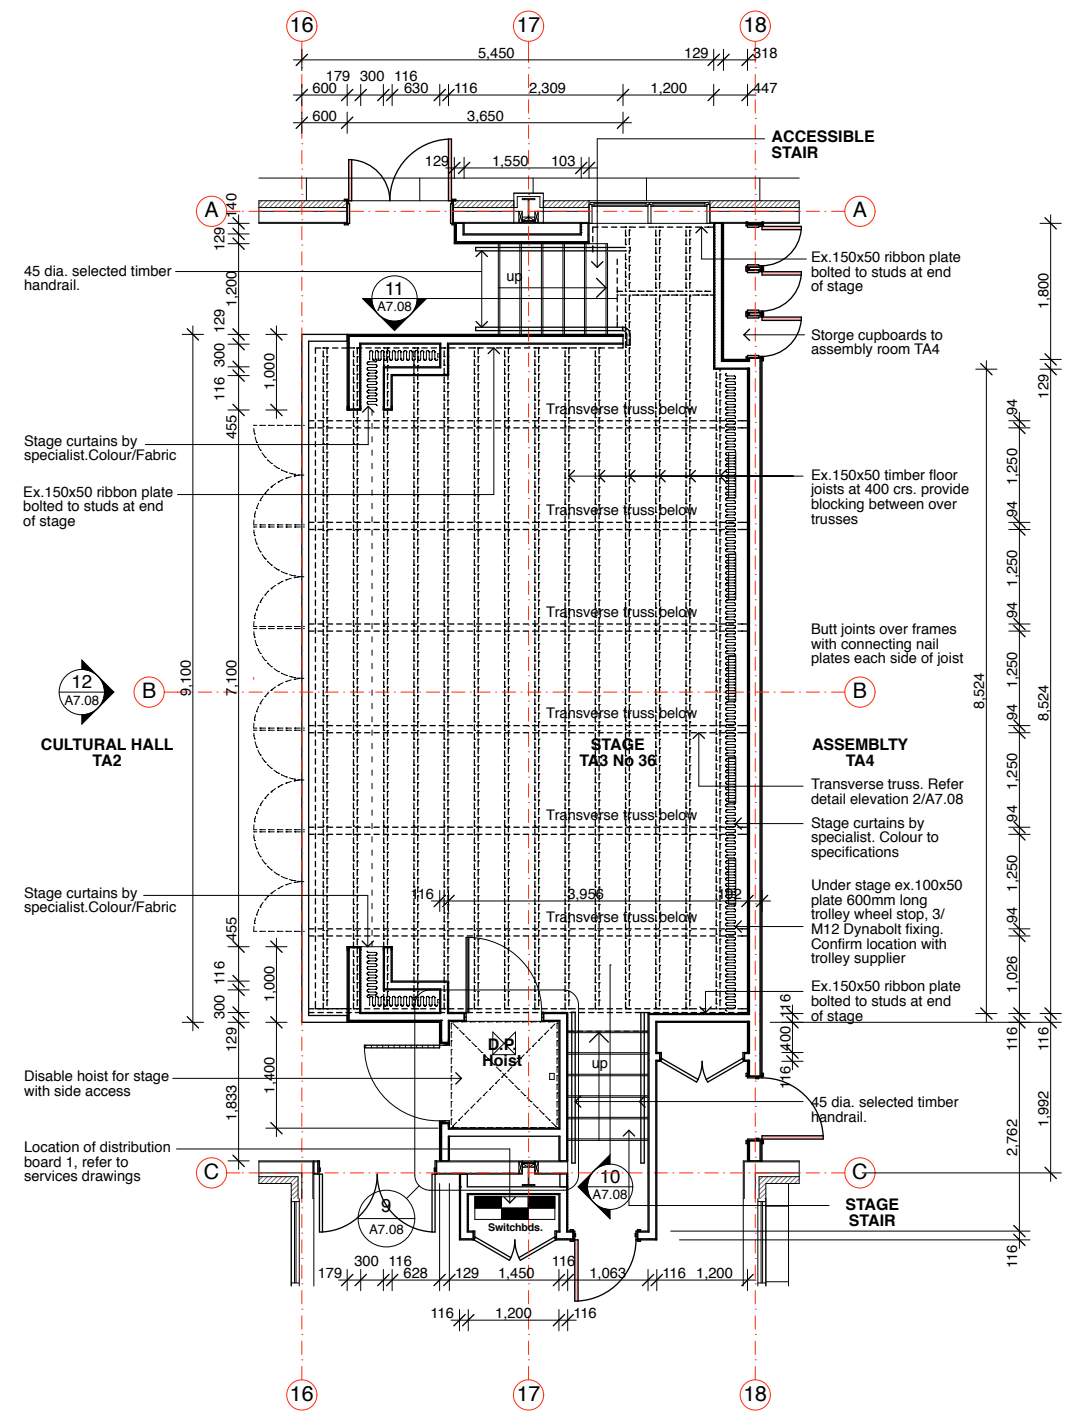 16
17
18
5,450
129
318
179
300
116
600
630
116
2,309
1,200
447
600
3,650
ACCESSIBLE
STAIR
129
1,550
103
A
A
140
129
1,200
129
300
116
455
45 dia. selected timber
handrail.
up
11
A7.08
Ex.150x50 ribbon plate
bolted to studs at end
of stage
1,800
Storge cupboards to
assembly room TA4
129
1,000
Transverse truss below
94
Stage curtains by
specialist.Colour/Fabric
1,250
Ex.150x50 ribbon plate
bolted to studs at end
of stage
Ex.150x50 timber floor
joists at 400 crs. provide
blocking between over
trusses
Transverse truss below
94
1,250
Transverse truss below
94
Butt joints over frames
with connecting nail
plates each side of joist
1,250
12
A7.08
B
B
9,100
7,100
8,524
8,524
Transverse truss below
94
CULTURAL HALL
TA2
STAGE
TA3 No 36
ASSEMBLTY
TA4
1,250
Transverse truss. Refer
detail elevation 2/A7.08
Transverse truss below
94
Stage curtains by
specialist. Colour to
specifications
1,250
Stage curtains by
specialist.Colour/Fabric
116
3,956
192
Under stage ex.100x50
plate 600mm long
trolley wheel stop, 3/
M12 Dynabolt fixing.
Confirm location with
trolley supplier
Transverse truss below
94
455
116
300
129
1,000
1,026
Ex.150x50 ribbon plate
bolted to studs at end
of stage
116
400
116
116
116
D.P.
Hoist
up
1,400
1,833
Disable hoist for stage
with side access
45 dia. selected timber
handrail.
1,992
2,762
Location of distribution
board 1, refer to
services drawings
C
C
10
A7.08
9
A7.08
STAGE
STAIR
Switchbds.
116
179
300
116
628
129
1,450
116
1,063
116
1,200
116
1,200
116
16
17
18